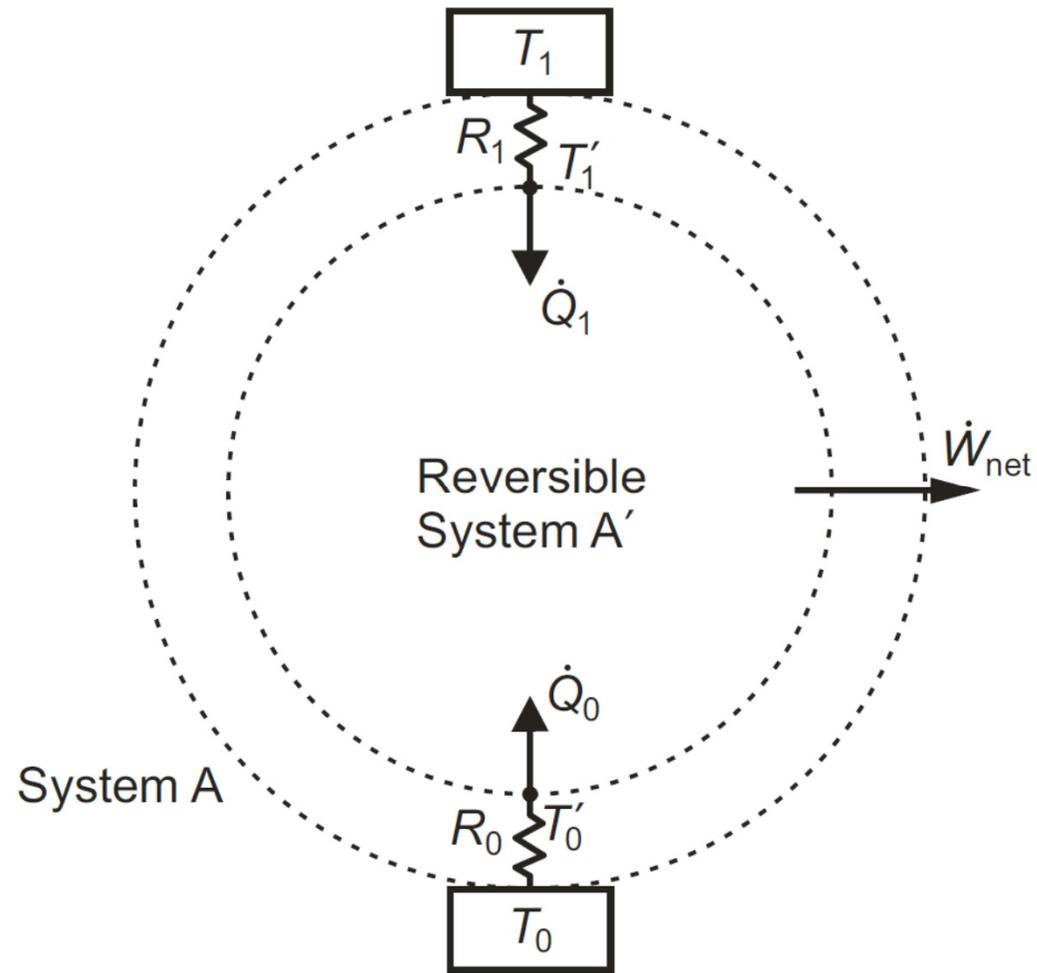 T₁
R₁
T₁′
Q̇₁
Ẇnet
Reversible
System A′
Q̇₀
System A
R₀
T₀′
T₀